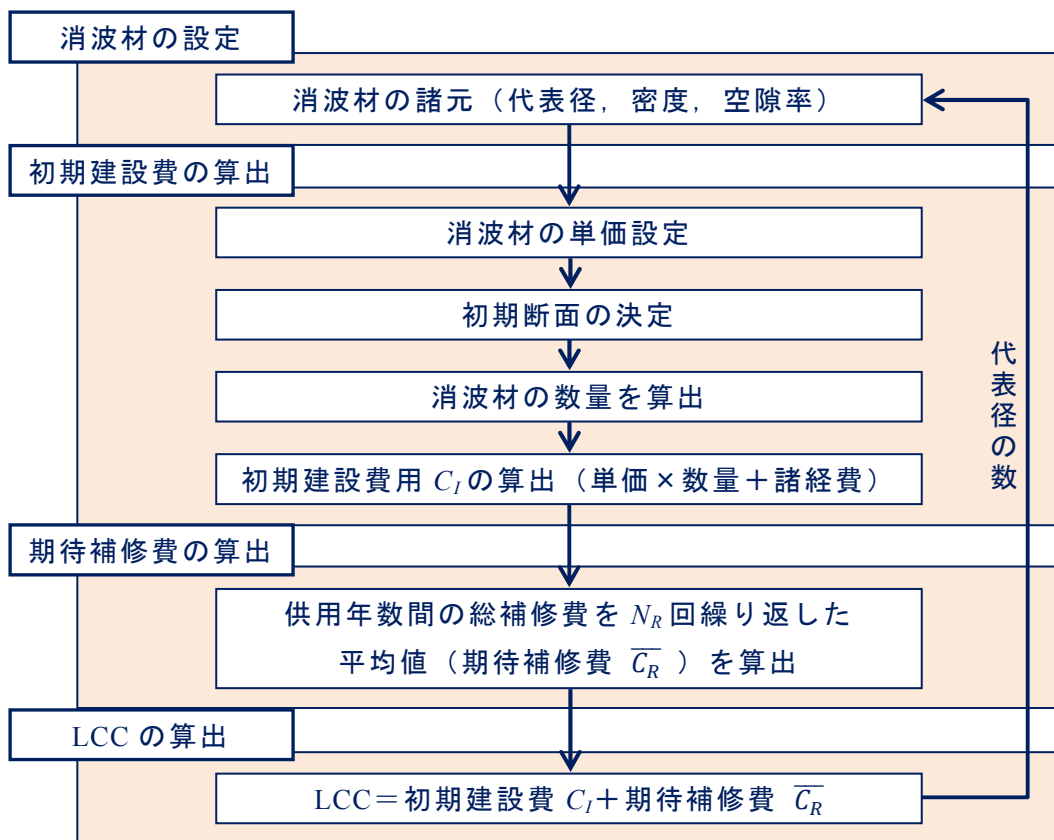 消波材の設定
消波材の諸元（代表径，密度，空隙率）
初期建設費の算出
消波材の単価設定
初期断面の決定
消波材の数量を算出
初期建設費用 C_I の算出（単価×数量＋諸経費）
代表径の数
期待補修費の算出
供用年数間の総補修費を N_R 回繰り返した
平均値（期待補修費 \overline{C_R} ）を算出
LCC の算出
LCC＝初期建設費 C_I＋期待補修費 \overline{C_R}